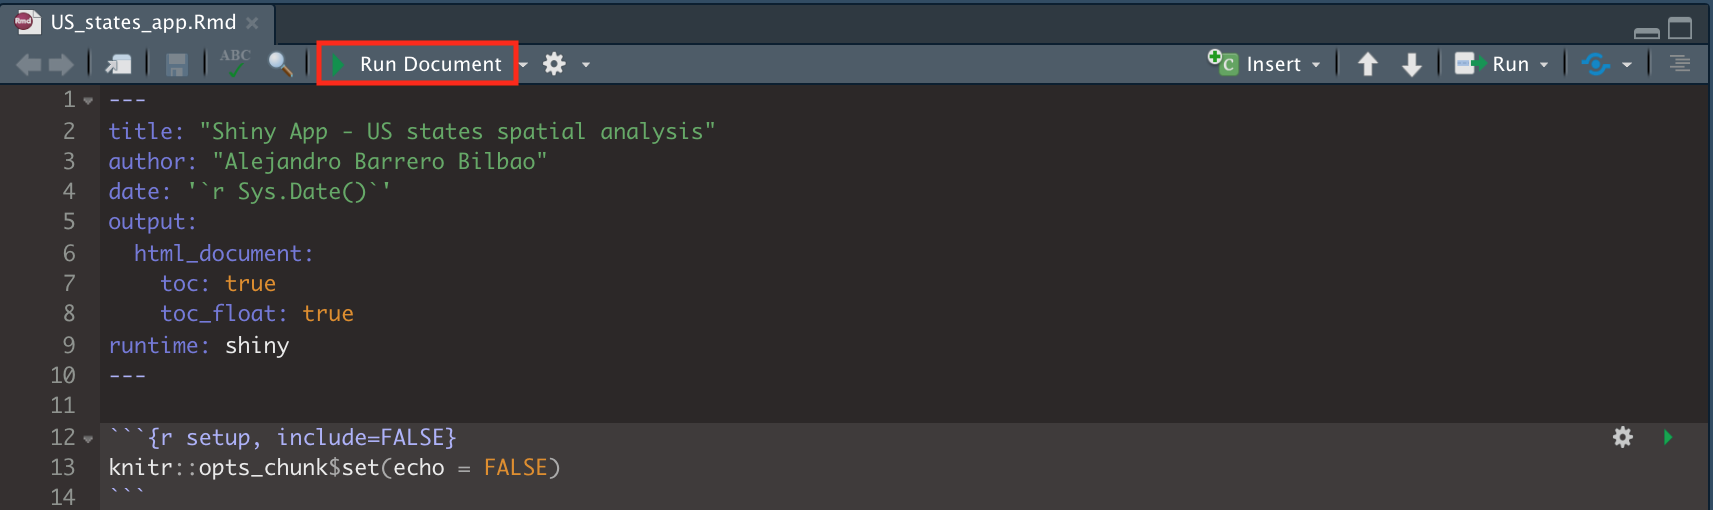 Rmd US_states_app.Rmd ×
ABC Run Document C Insert Run
1 ---
2 title: "Shiny App - US states spatial analysis"
3 author: "Alejandro Barrero Bilbao"
4 date: '`r Sys.Date()`'
5 output:
6   html_document:
7     toc: true
8     toc_float: true
9 runtime: shiny
10 ---
11
12 ```{r setup, include=FALSE}
13 knitr::opts_chunk$set(echo = FALSE)
14 ```